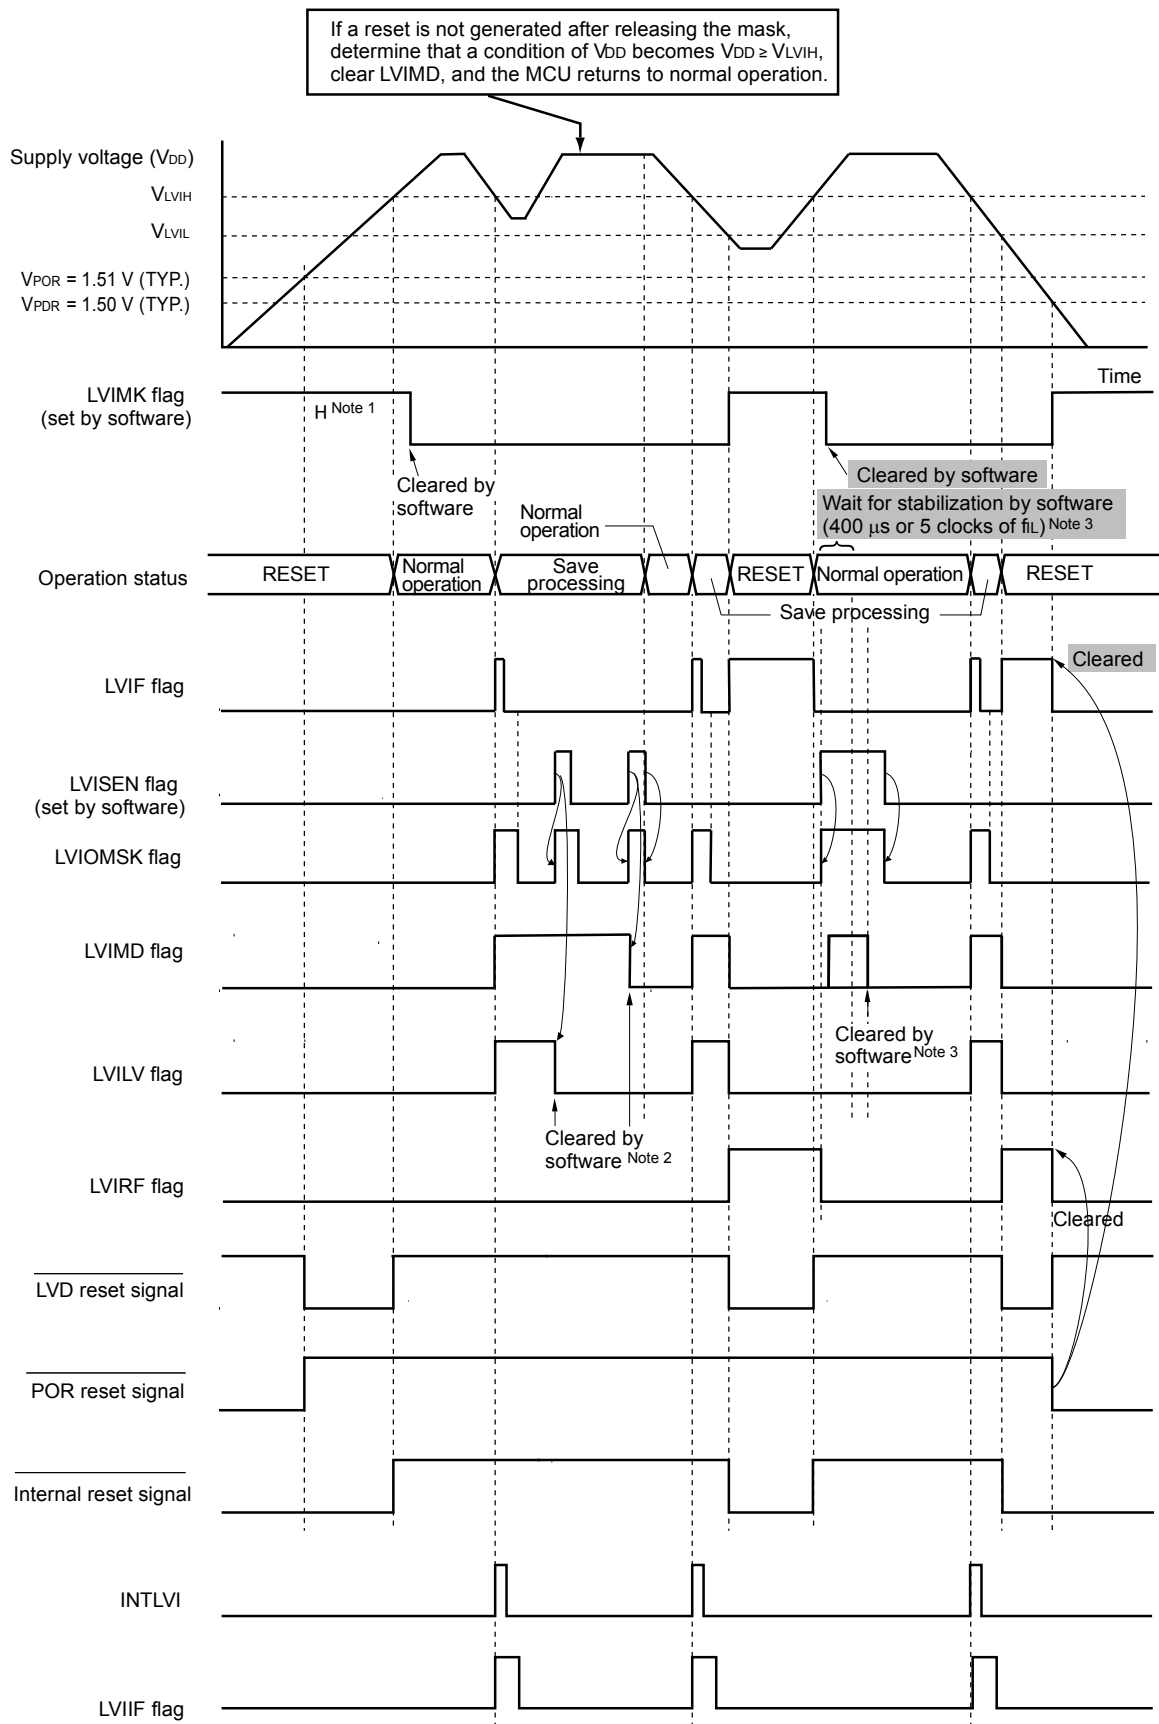 If a reset is not generated after releasing the mask,
determine that a condition of VDD becomes VDD ≥ VLVIH,
clear LVIMD, and the MCU returns to normal operation.
Supply voltage (VDD)
VLVIH
VLVIL
VPOR = 1.51 V (TYP.)
VPDR = 1.50 V (TYP.)
Time
LVIMK flag
(set by software)
H Note 1
Cleared by
software
Cleared by software
Wait for stabilization by software
(400 µs or 5 clocks of fIL) Note 3
Normal
operation
Operation status
RESET
Normal
operation
Save
processing
RESET
Normal operation
RESET
Save processing
LVIF flag
Cleared
LVISEN flag
(set by software)
LVIOMSK flag
LVIMD flag
Cleared by
software Note 3
LVILV flag
Cleared by
software Note 2
LVIRF flag
Cleared
LVD reset signal
POR reset signal
Internal reset signal
INTLVI
LVIIF flag